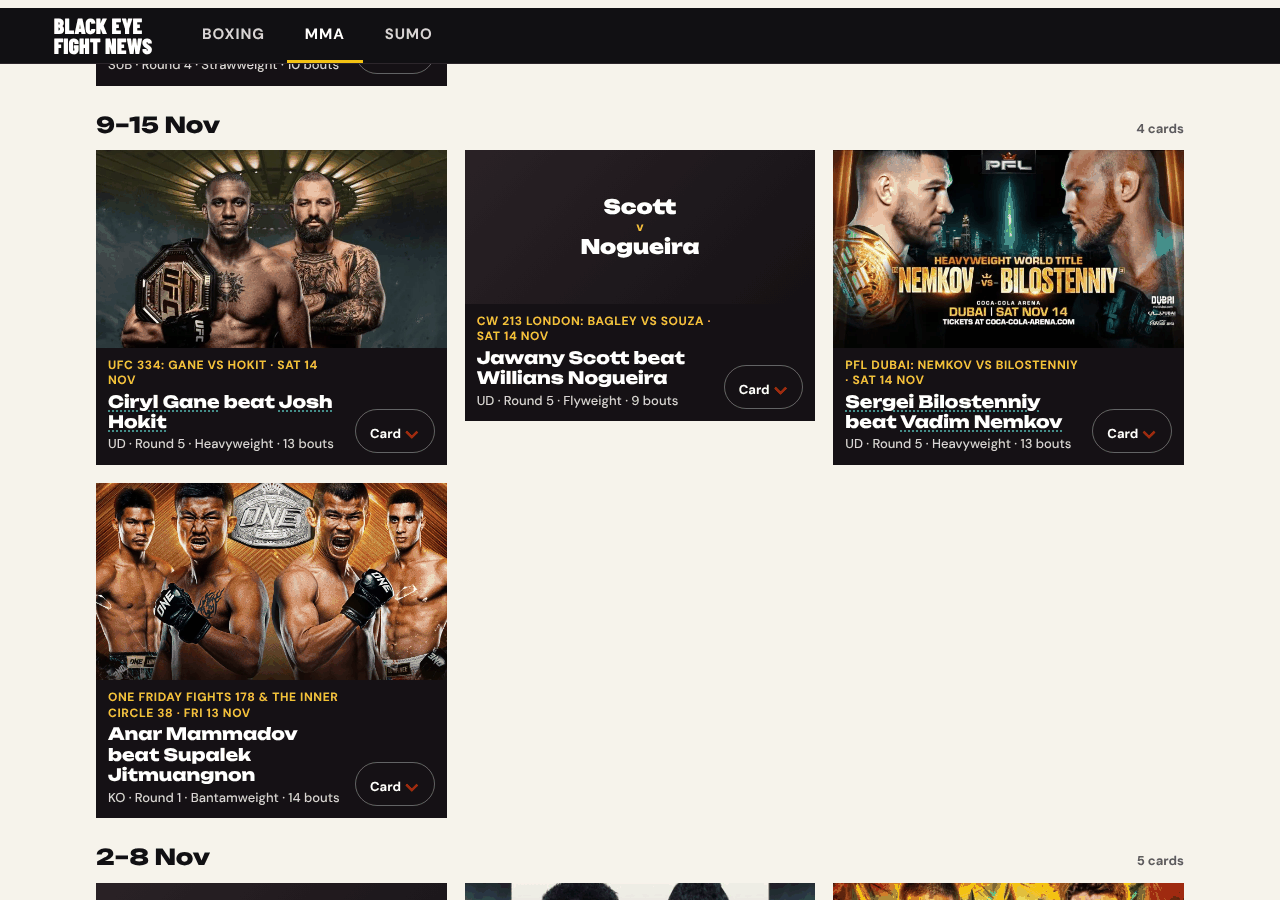 BLACK EYE
FIGHT NEWS
BOXING
MMA
SUMO
SUB · Round 4 · Strawweight · 10 bouts
9–15 Nov
4 cards
UFC
UFC
UFC 334: GANE VS HOKIT · SAT 14
NOV
Ciryl Gane beat Josh
Hokit
UD · Round 5 · Heavyweight · 13 bouts
Card
Scott
v
Nogueira
CW 213 LONDON: BAGLEY VS SOUZA ·
SAT 14 NOV
Jawany Scott beat
Willians Nogueira
UD · Round 5 · Flyweight · 9 bouts
Card
PFL
HEAVYWEIGHT WORLD TITLE
NEMKOV VS BILOSTENNIY
COCA-COLA ARENA
DUBAI | SAT NOV 14
TICKETS AT COCA-COLA-ARENA.COM
DUBAI
PFL DUBAI: NEMKOV VS BILOSTENNIY
· SAT 14 NOV
Sergei Bilostenniy
beat Vadim Nemkov
UD · Round 5 · Heavyweight · 13 bouts
Card
ONE
ONE
ONE
ONE
ONE FRIDAY FIGHTS 178 & THE INNER
CIRCLE 38 · FRI 13 NOV
Anar Mammadov
beat Supalek
Jitmuangnon
KO · Round 1 · Bantamweight · 14 bouts
Card
2–8 Nov
5 cards